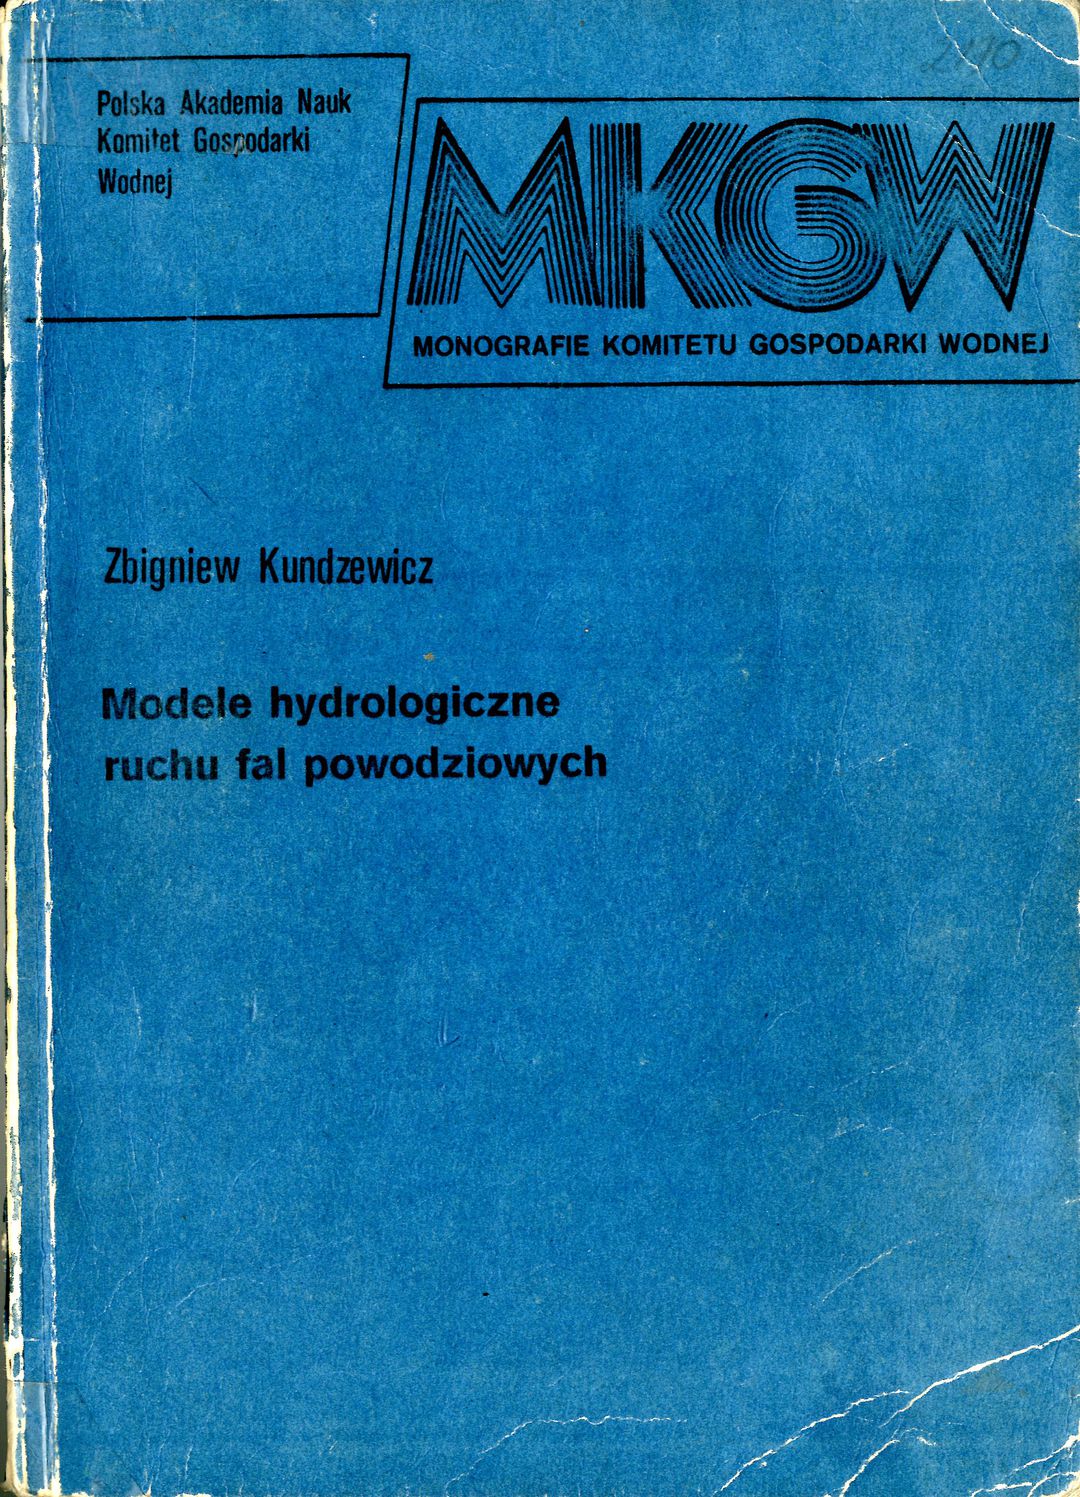 Polska Akademia Nauk
Komitet Gospodarki
Wodnej
MKGW
MONOGRAFIE KOMITETU GOSPODARKI WODNEJ
Zbigniew Kundzewicz
Modele hydrologiczne
ruchu fal powodziowych